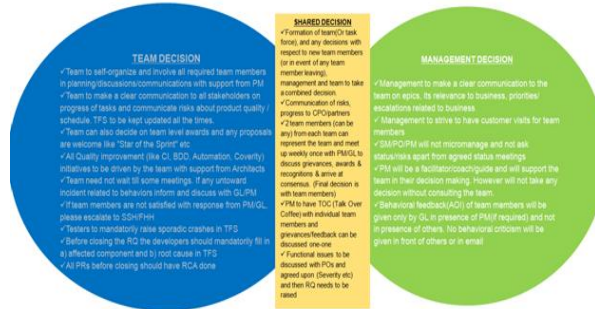 TEAM DECISION
✓Team to self-organize and involve all required team members
in planning/discussions/communications with support from PM
✓Team to make a clear communication to all stakeholders on
progress of tasks and communicate risks about product quality /
schedule. TFS to be kept updated all the times.
✓Team can also decide on team level awards and any proposals
are welcome like "Star of the Sprint" etc
✓All Quality improvement (like CI, BDD, Automation, Coverity)
initiatives to be driven by the team with support from Architects
✓Team need not wait till some meetings. If any untoward
incident related to behaviors inform and discuss with GL/PM
✓If team members are not satisfied with response from PM/GL,
please escalate to SSH/FHH
✓Testers to mandatorily raise sporadic crashes in TFS
✓Before closing the RQ the developers should mandatorily fill in
a) affected component and b) root cause in TFS
✓All PRs before closing should have RCA done
SHARED DECISION
✓Formation of team(Or task
force), and any decisions with
respect to new team members
(or in event of any team
member leaving),
management and team to take
a combined decision.
✓Communication of risks,
progress to CPO/partners
✓2 team members (can be
any) from each team can
represent the team and meet
up weekly once with PM/GL to
discuss grievances, awards &
recognitions & arrive at
consensus. (Final decision is
with team members)
✓PM to have TOC (Talk Over
Coffee) with individual team
members and
grievances/feedback can be
discussed one-one
✓ Functional issues to be
discussed with POs and
agreed upon (Severity etc)
and then RQ needs to be
raised
MANAGEMENT DECISION
✓Management to make a clear communication to the
team on epics, its relevance to business, priorities/
escalations related to business
✓ Management to strive to have customer visits for team
members
✓SM/PO/PM will not micromanage and not ask
status/risks apart from agreed status meetings
✓PM will be a facilitator/coach/guide and will support the
team in their decision making. However will not take any
decision without consulting the team.
✓Behavioral feedback(AOI) of team members will be
given only by GL in presence of PM(if required) and not
in presence of others. No behavioral criticism will be
given in front of others or in email